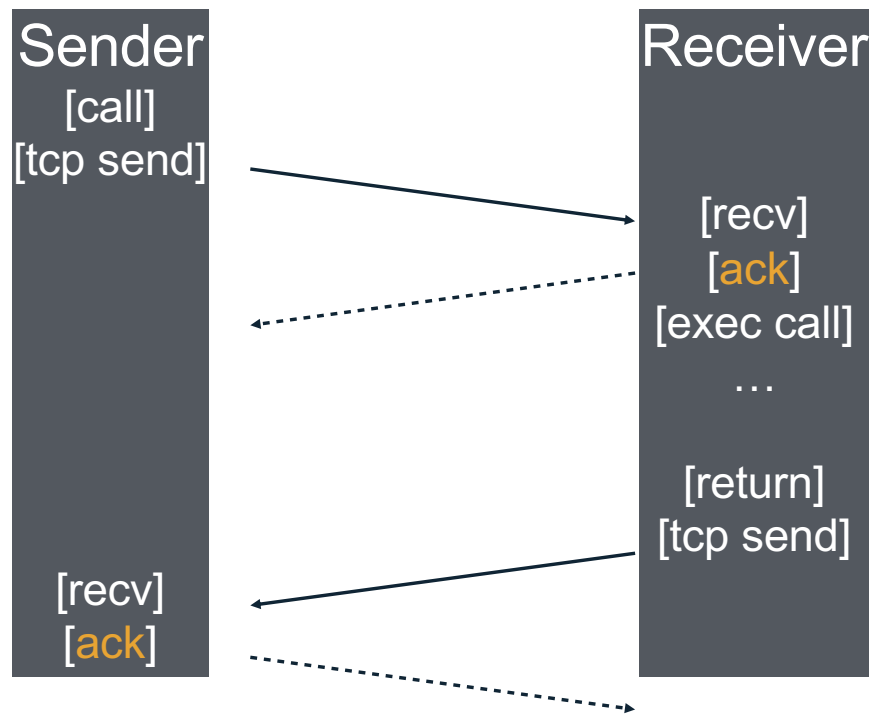 Sender
[call]
[tcp send]
[recv]
[ack]
Receiver
[recv]
[ack]
[exec call]
…
[return]
[tcp send]